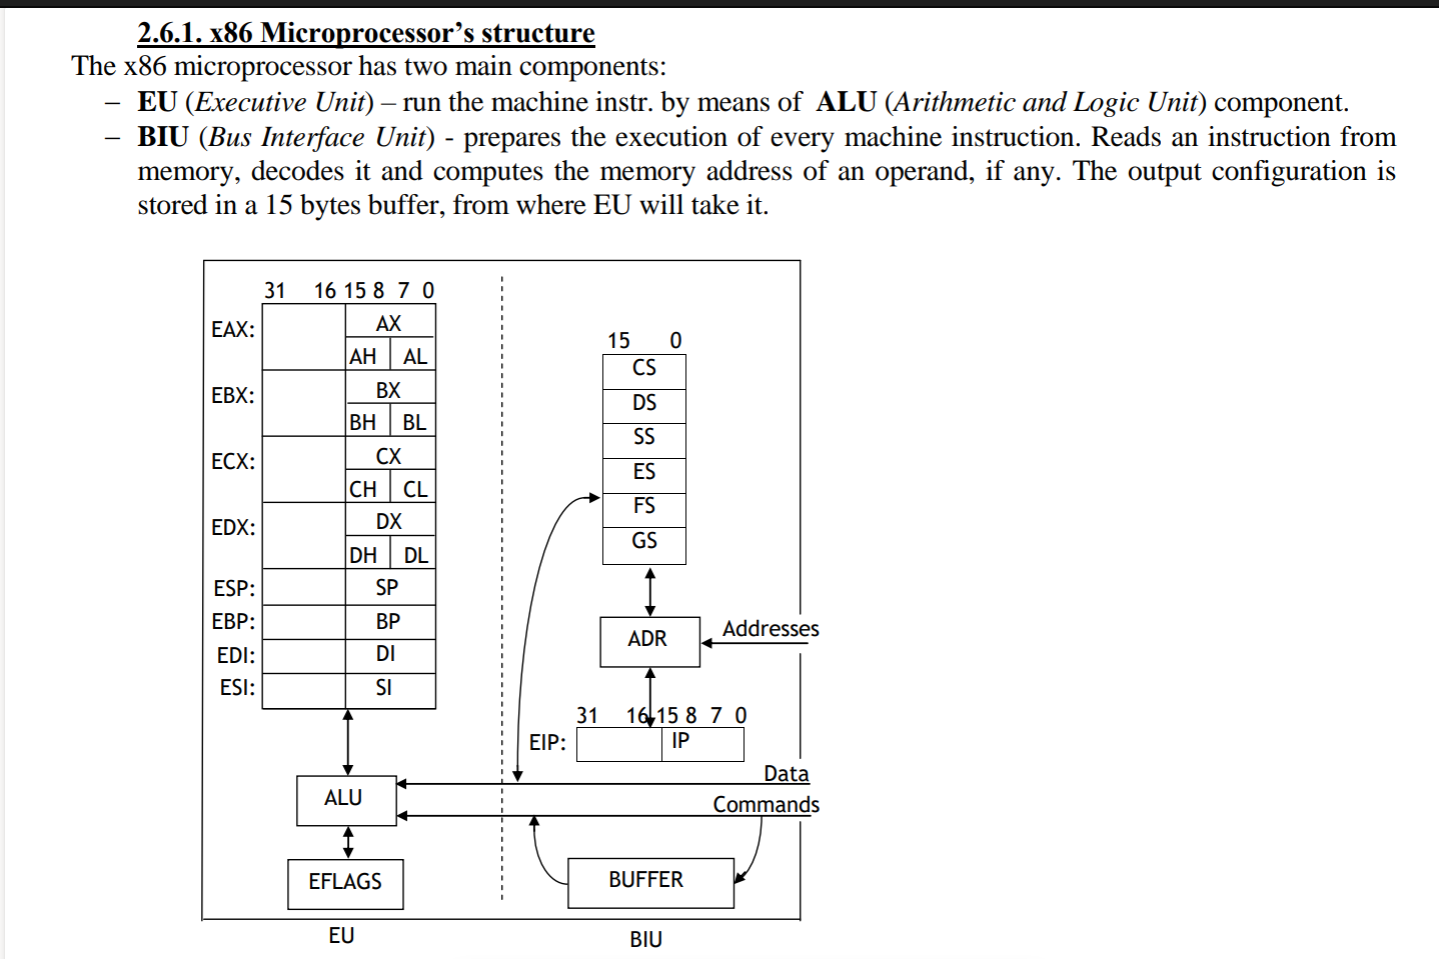 2.6.1. x86 Microprocessor’s structure
The x86 microprocessor has two main components:
– EU (Executive Unit) – run the machine instr. by means of ALU (Arithmetic and Logic Unit) component.
– BIU (Bus Interface Unit) - prepares the execution of every machine instruction. Reads an instruction from
memory, decodes it and computes the memory address of an operand, if any. The output configuration is
stored in a 15 bytes buffer, from where EU will take it.
31 16 15 8 7 0
EAX:
AX
AH AL
EBX:
BX
BH BL
ECX:
CX
CH CL
EDX:
DX
DH DL
ESP:
SP
EBP:
BP
EDI:
DI
ESI:
SI
ALU
EFLAGS
EU
15 0
CS
DS
SS
ES
FS
GS
ADR
Addresses
31 16 15 8 7 0
EIP:
IP
Data
Commands
BUFFER
BIU